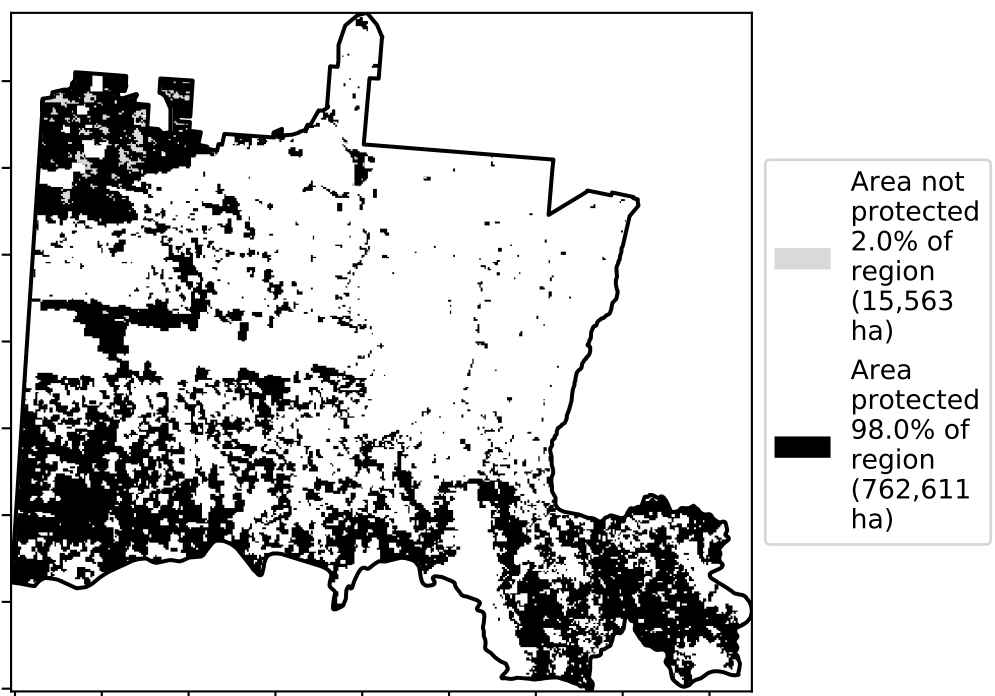 Area not
protected
2.0% of
region
(15,563
ha)
Area
protected
98.0% of
region
(762,611
ha)